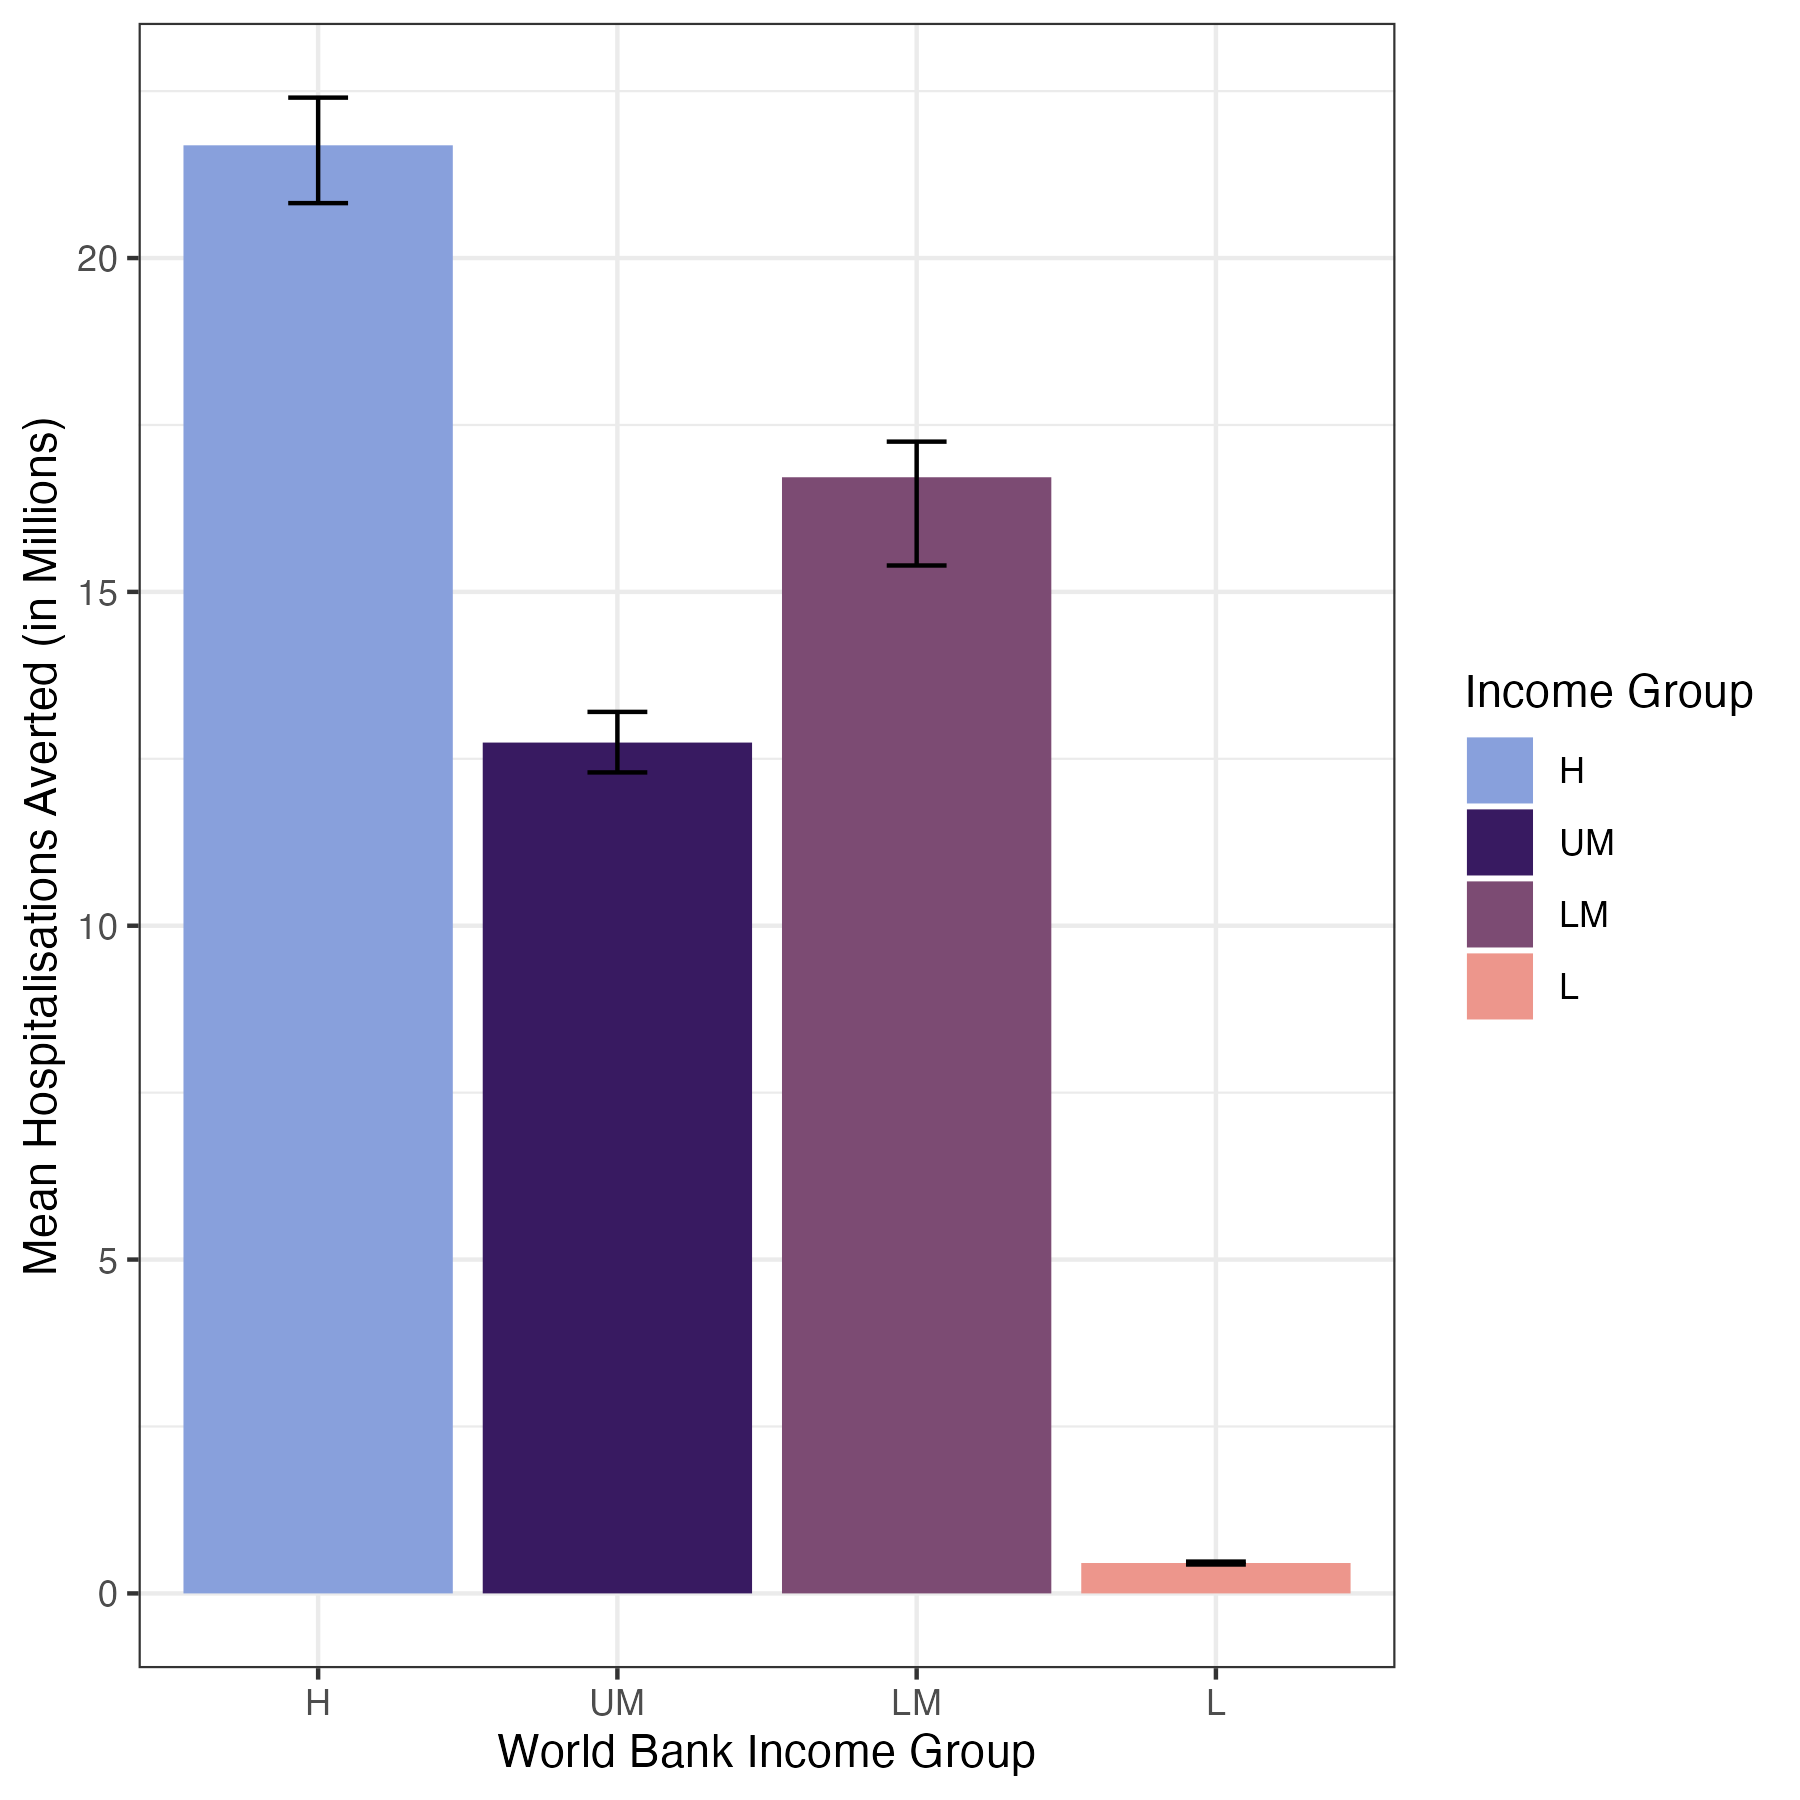 Mean Hospitalisations Averted (in Millions)
20
15
10
5
0
H
UM
LM
L
World Bank Income Group
Income Group
H
UM
LM
L